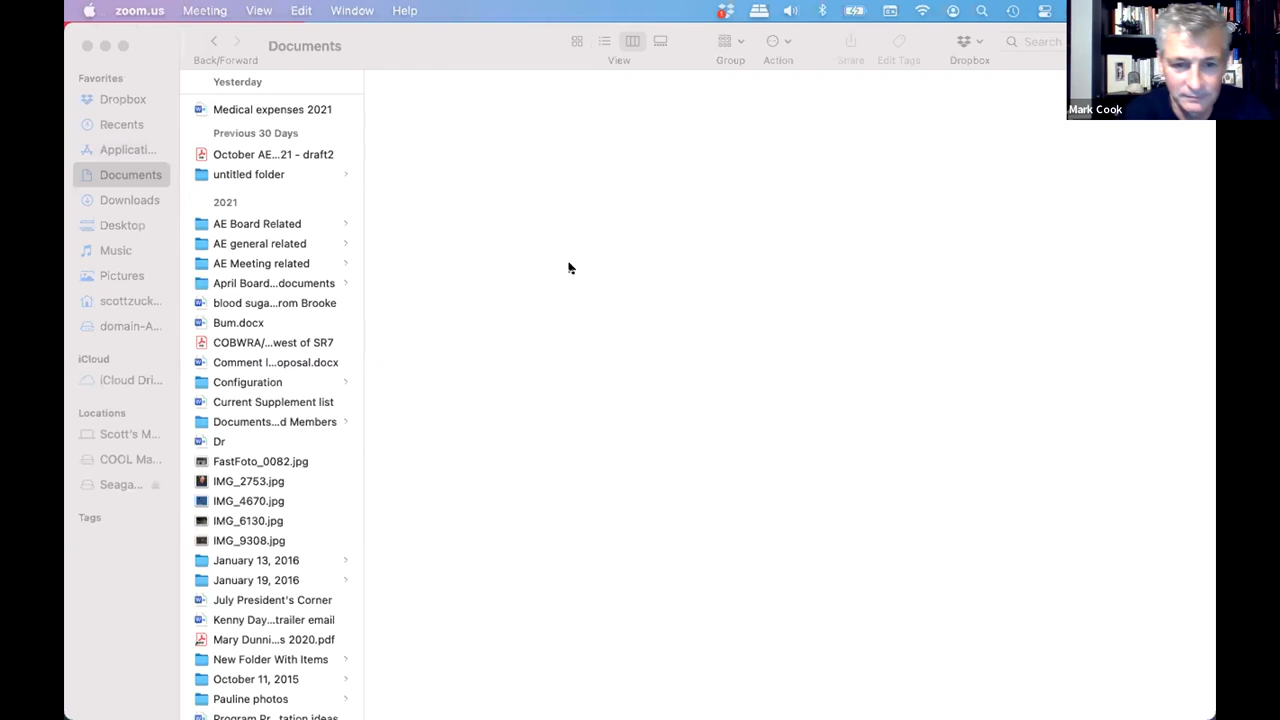 zoom.us Meeting View Edit Window Help
Documents
Back/Forward
View
Group
Action
Share
Edit Tags
Dropbox
Search
Mark Cook
Favorites
Dropbox
Recents
Applicati...
Documents
Downloads
Desktop
Music
Pictures
scottzuck...
domain-A...
iCloud
iCloud Dri...
Locations
Scott's M...
COOL Ma...
Seaga...
Tags
Yesterday
Medical expenses 2021
Previous 30 Days
October AE...21 - draft2
untitled folder
2021
AE Board Related
AE general related
AE Meeting related
April Board...documents
blood suga...rom Brooke
Bum.docx
COBWRA/...west of SR7
Comment l...oposal.docx
Configuration
Current Supplement list
Documents...d Members
Dr
FastFoto_0082.jpg
IMG_2753.jpg
IMG_4670.jpg
IMG_6130.jpg
IMG_9308.jpg
January 13, 2016
January 19, 2016
July President's Corner
Kenny Day...trailer email
Mary Dunni...s 2020.pdf
New Folder With Items
October 11, 2015
Pauline photos
Program Pr...tation ideas